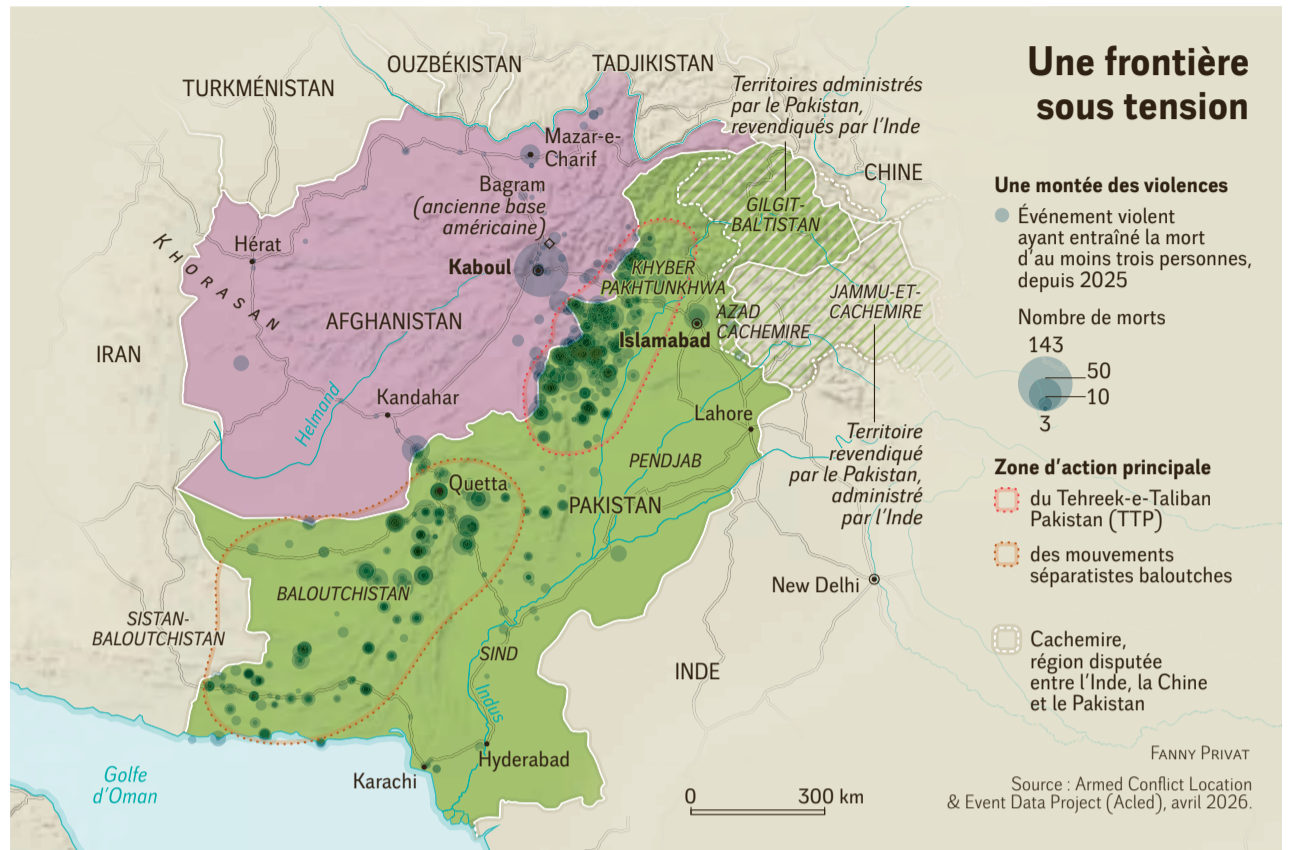 Une frontière
sous tension
OUZBÉKISTAN
TADJIKISTAN
TURKMÉNISTAN
Territoires administrés
par le Pakistan,
revendiqués par l'Inde
CHINE
Mazar-e-
Charif
Bagram
(ancienne base
américaine)
GILGIT-
BALTISTAN
Hérat
KHORASAN
Kaboul
KHYBER
PAKHTUNKHWA
JAMMU-ET-
CACHEMIRE
AFGHANISTAN
AZAD
CACHEMIRE
Islamabad
IRAN
Helmand
Kandahar
Lahore
Territoire
revendiqué
par le Pakistan,
administré
par l'Inde
PENDJAB
Quetta
PAKISTAN
New Delhi
BALOUTCHISTAN
SISTAN-
BALOUTCHISTAN
SIND
INDE
Indus
Hyderabad
Karachi
Golfe
d'Oman
0 300 km
Une montée des violences
Événement violent
ayant entraîné la mort
d'au moins trois personnes,
depuis 2025
Nombre de morts
143
50
10
3
Zone d'action principale
du Tehreek-e-Taliban
Pakistan (TTP)
des mouvements
séparatistes baloutches
Cachemire,
région disputée
entre l'Inde, la Chine
et le Pakistan
FANNY PRIVAT
Source : Armed Conflict Location
& Event Data Project (Acled), avril 2026.